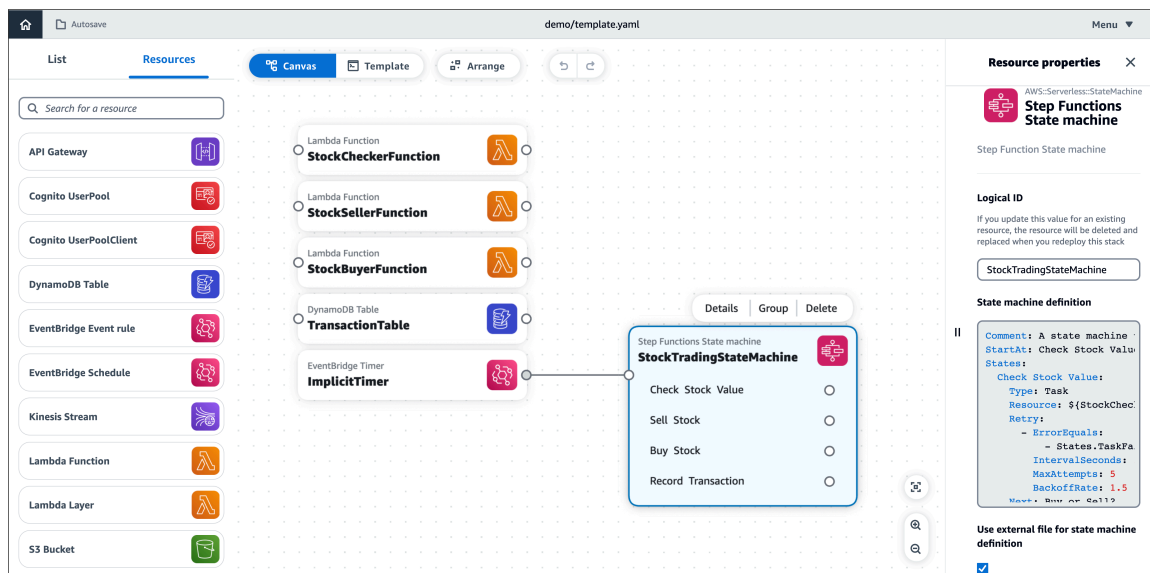 Autosave
demo/template.yaml
Menu
List
Resources
Canvas
Template
Arrange
Search for a resource
API Gateway
Cognito UserPool
Cognito UserPoolClient
DynamoDB Table
EventBridge Event rule
EventBridge Schedule
Kinesis Stream
Lambda Function
Lambda Layer
S3 Bucket
Lambda Function
StockCheckerFunction
Lambda Function
StockSellerFunction
Lambda Function
StockBuyerFunction
DynamoDB Table
TransactionTable
EventBridge Timer
ImplicitTimer
Details
Group
Delete
Step Functions State machine
StockTradingStateMachine
Check Stock Value
Sell Stock
Buy Stock
Record Transaction
Resource properties
AWS::Serverless::StateMachine
Step Functions
State machine
Step Function State machine
Logical ID
If you update this value for an existing
resource, the resource will be deleted and
replaced when you redeploy this stack
StockTradingStateMachine
State machine definition
Comment: A state machine
StartAt: Check Stock Valu
States:
Check Stock Value:
Type: Task
Resource: ${StockChec
Retry:
- ErrorEquals:
- States.TaskFa
IntervalSeconds:
MaxAttempts: 5
BackoffRate: 1.5
Next: Buy or Sell?
Use external file for state machine
definition